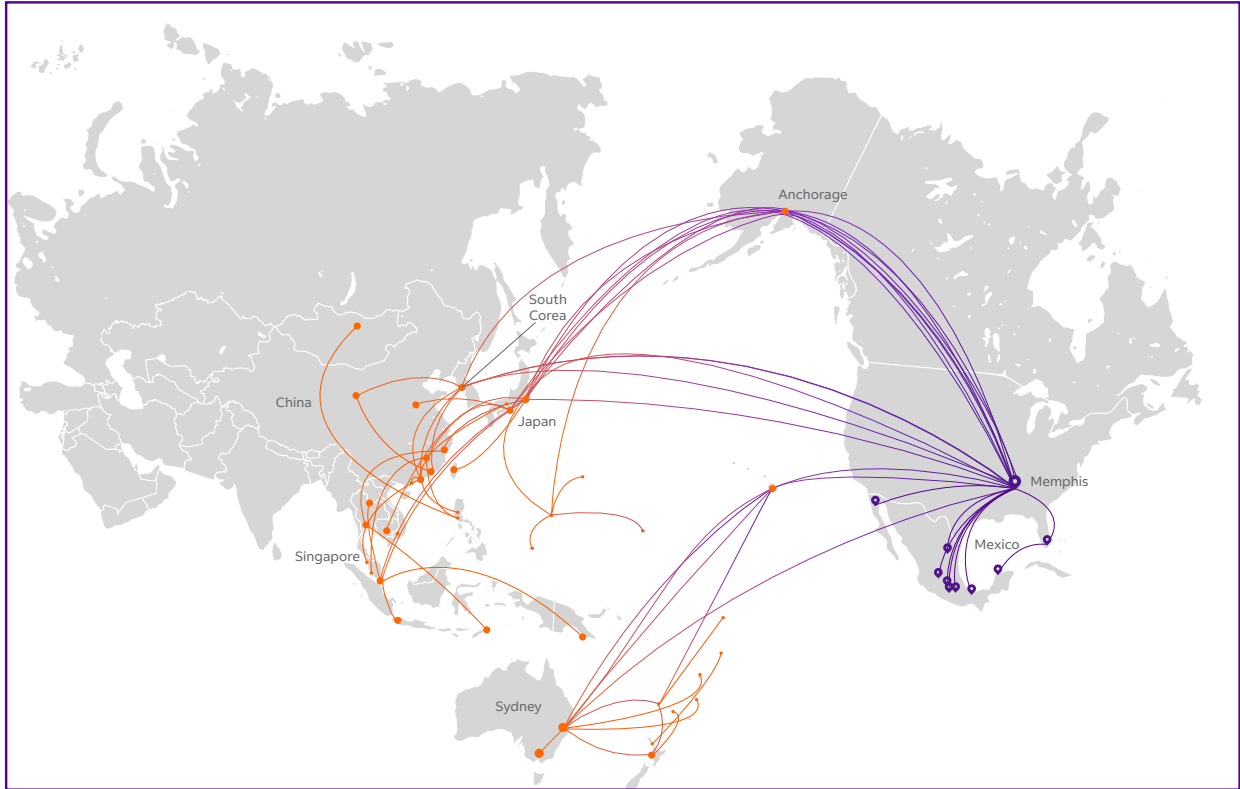 Anchorage
South
Corea
China
Japan
Memphis
Singapore
Mexico
Sydney